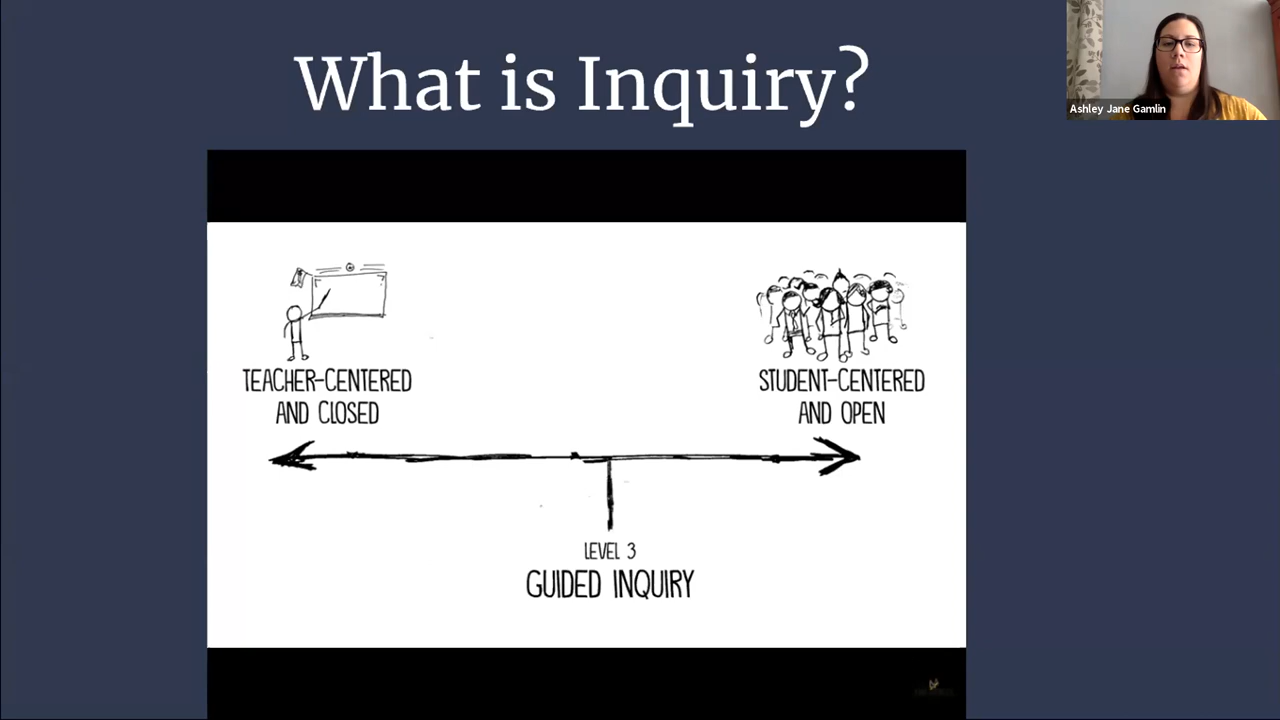 What is Inquiry?
Ashley Jane Gamlin
TEACHER-CENTERED
AND CLOSED
STUDENT-CENTERED
AND OPEN
LEVEL 3
GUIDED INQUIRY